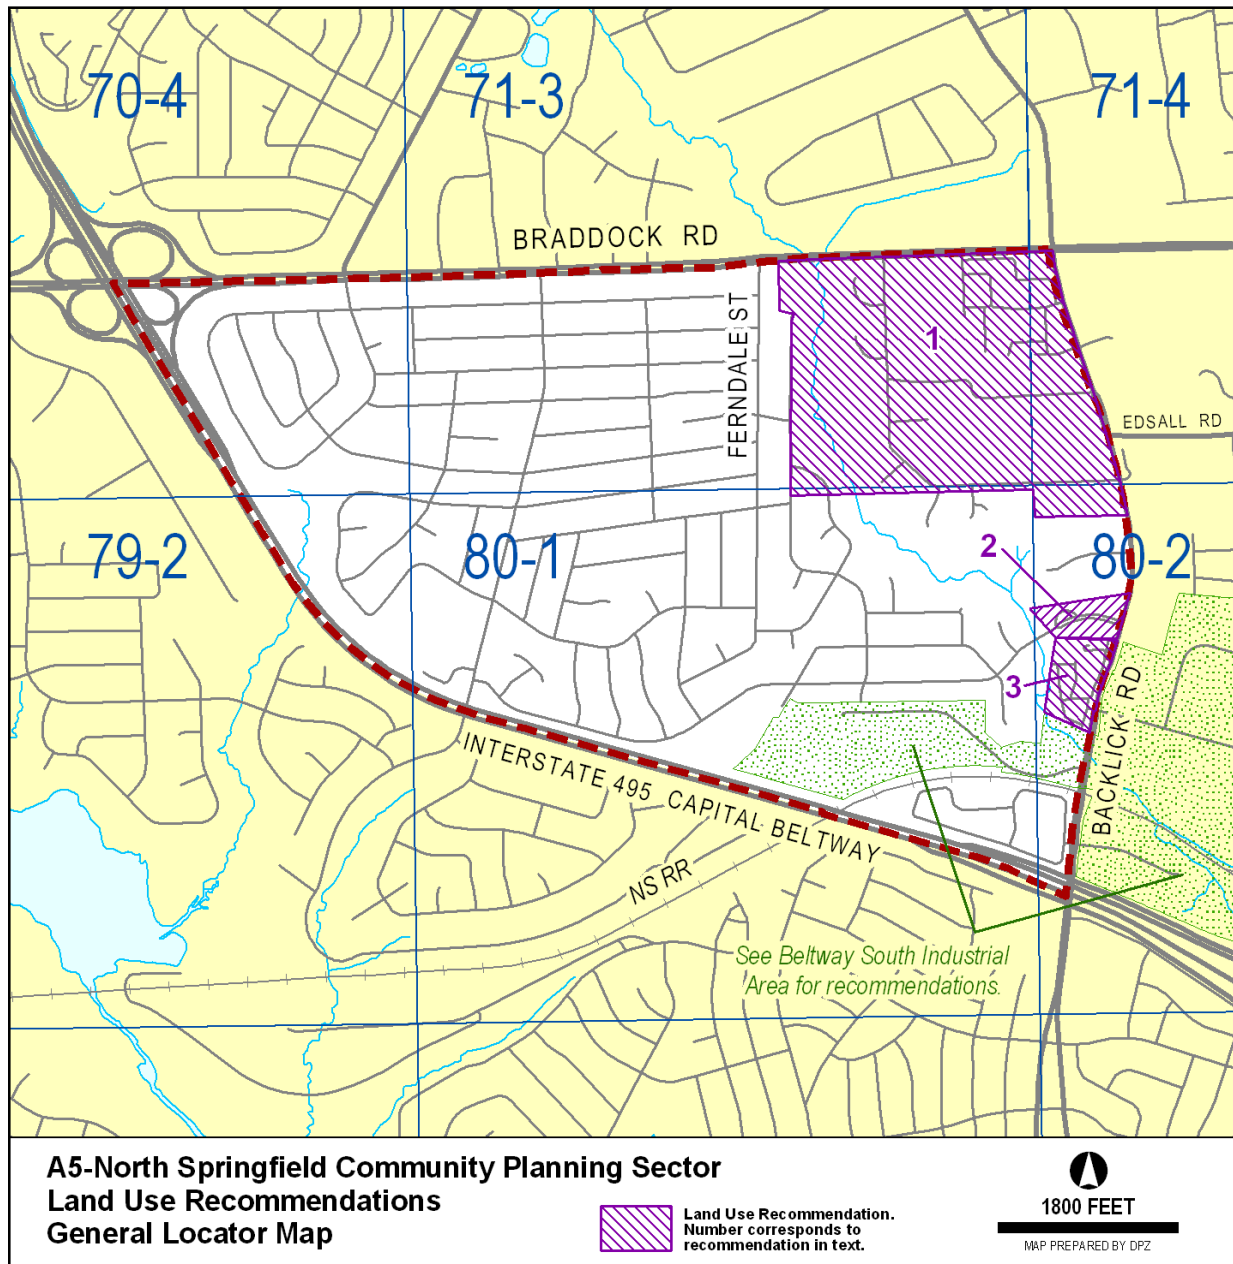 70-4
71-3
71-4
BRADDOCK RD
FERNDALE ST
1
EDSALL RD
79-2
80-1
2
80-2
3
BACKLICK RD
INTERSTATE 495 CAPITAL BELTWAY
NS RR
See Beltway South Industrial
Area for recommendations.
A5-North Springfield Community Planning Sector
Land Use Recommendations
General Locator Map
Land Use Recommendation.
Number corresponds to
recommendation in text.
1800 FEET
MAP PREPARED BY DPZ